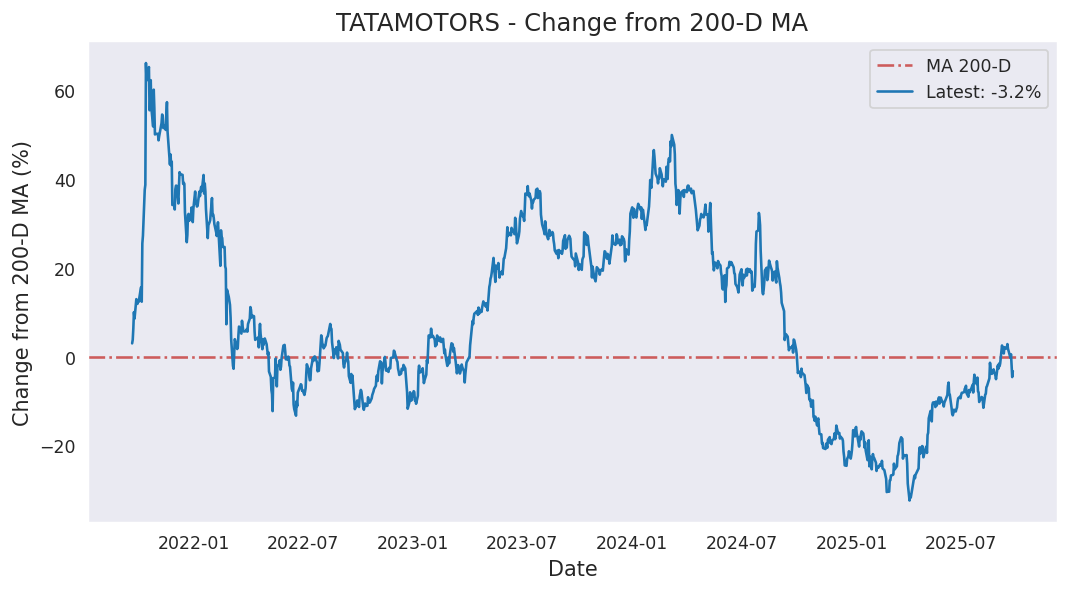 TATAMOTORS - Change from 200-D MA
MA 200-D
Latest: -3.2%
Change from 200-D MA (%)
60
40
20
0
−20
2022-01 2022-07 2023-01 2023-07 2024-01 2024-07 2025-01 2025-07
Date